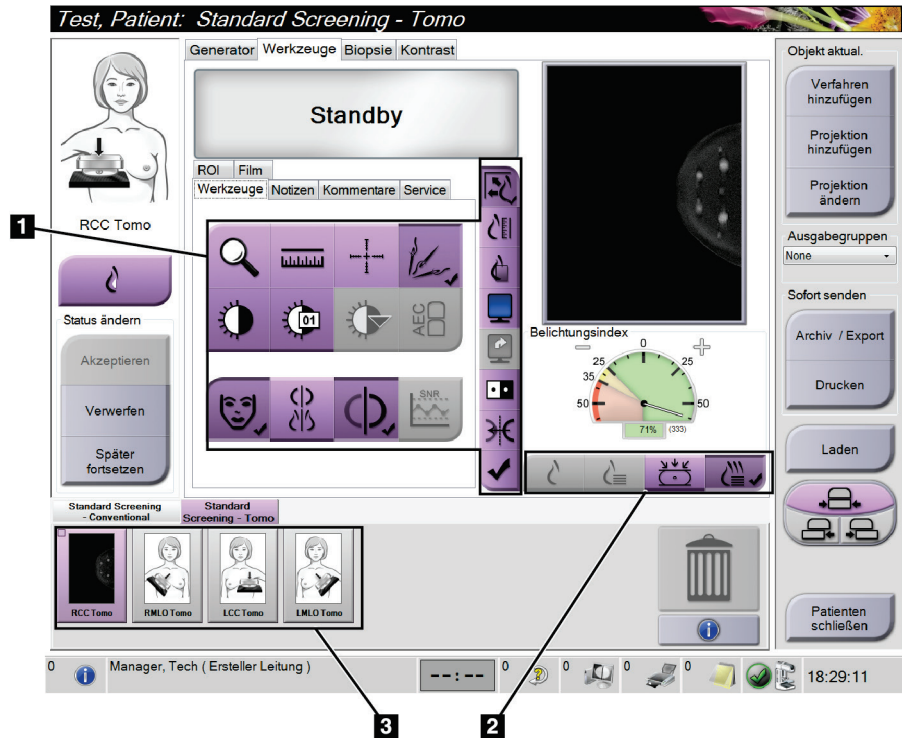 Test, Patient: Standard Screening - Tomo
Generator Werkzeuge Biopsie Kontrast
Objekt aktual.
Verfahren
hinzufügen
Projektion
hinzufügen
Projektion
ändern
Standby
ROI Film
Werkzeuge Notizen Kommentare Service
RCC Tomo
1
01
AEC
SNR
Status ändern
Akzeptieren
Verwerfen
Später
fortsetzen
Belichtungsindex
0
25 25
35
50 50
71% (333)
Ausgabegruppen
None
Sofort senden
Archiv / Export
Drucken
Laden
Standard Screening
- Conventional
Standard
Screening - Tomo
RCC Tomo
RMLO Tomo
LCC Tomo
LMLO Tomo
Patienten
schließen
0 Manager, Tech ( Ersteller Leitung ) --:-- 0 0 0 0 18:29:11
3 2